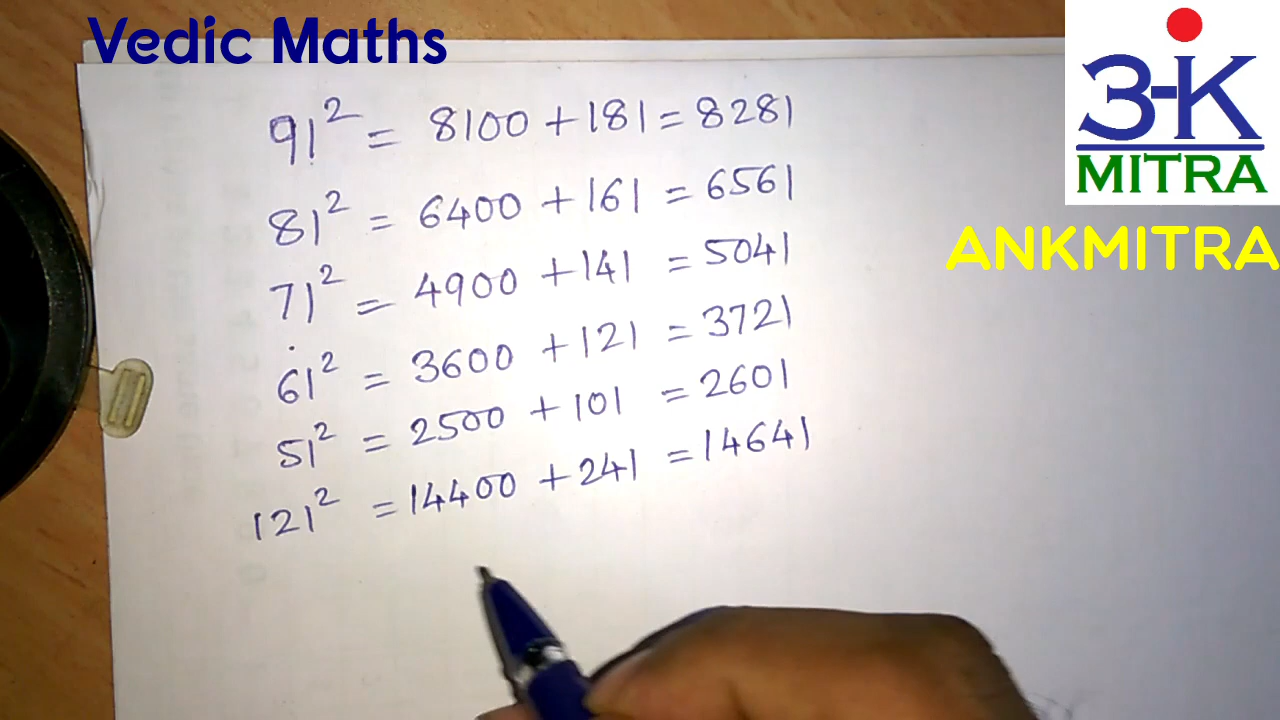 Vedic Maths
3-K
MITRA
ANKMITRA
91² = 8100 + 181 = 8281
81² = 6400 + 161 = 6561
71² = 4900 + 141 = 5041
61² = 3600 + 121 = 3721
51² = 2500 + 101 = 2601
121² = 14400 + 241 = 14641